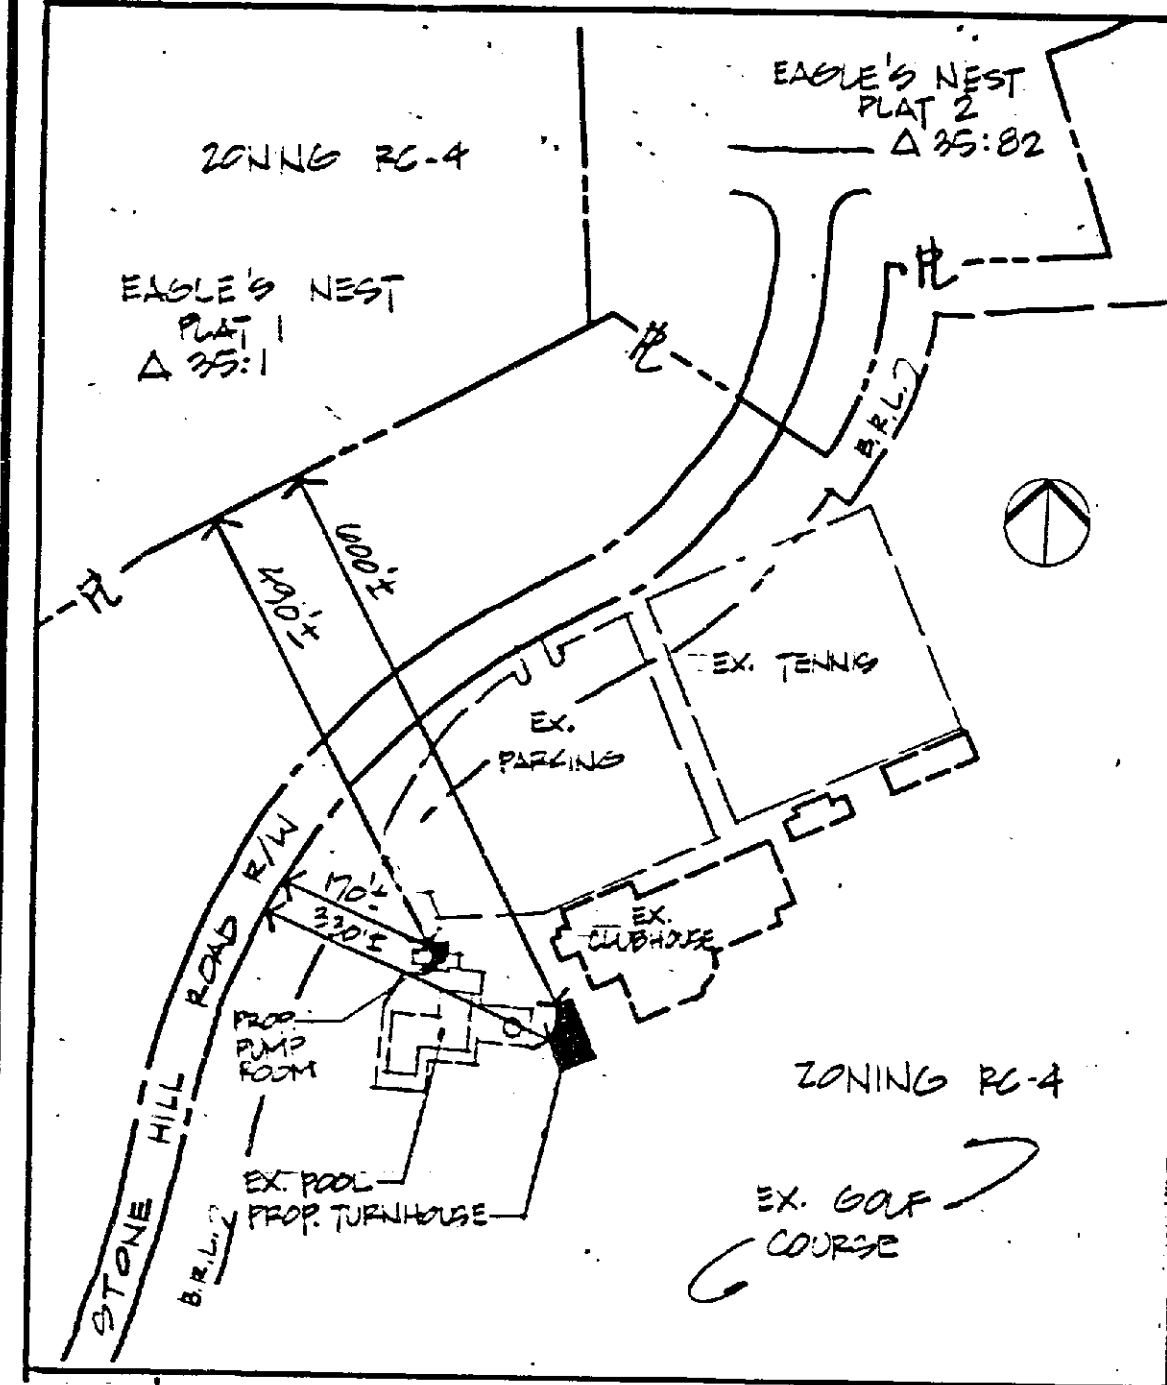 EAGLE'S NEST
PLAT 2
Δ 35:82
ZONING RC-4
EAGLE'S NEST
PLAT 1
Δ 35:1
PL
PL
B.R.L.
600'±
490'±
PL
EX. TENNIS
EX.
PARKING
170'±
330'±
EX.
CLUBHOUSE
STONE HILL ROAD R/W
PROP.
PUMP
ROOM
ZONING RC-4
EX. POOL
PROP. TURNHOUSE
B.R.L.
EX. GOLF
COURSE